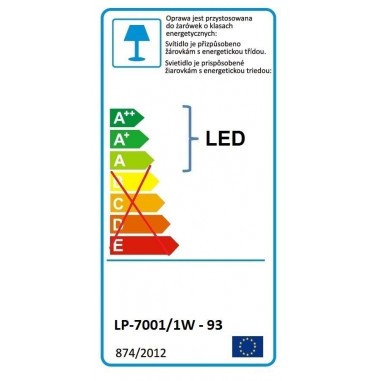 Oprawa jest przystosowana
do żarówek o klasach
energetycznych:
Svítidlo je přizpůsobeno
žárovkám s energetickou třídou.
Svietielo je prispôsobené
žiarovkám s energetickou triedou:
A++
A+
A
LED
C
D
E
LP-7001/1W - 93
874/2012